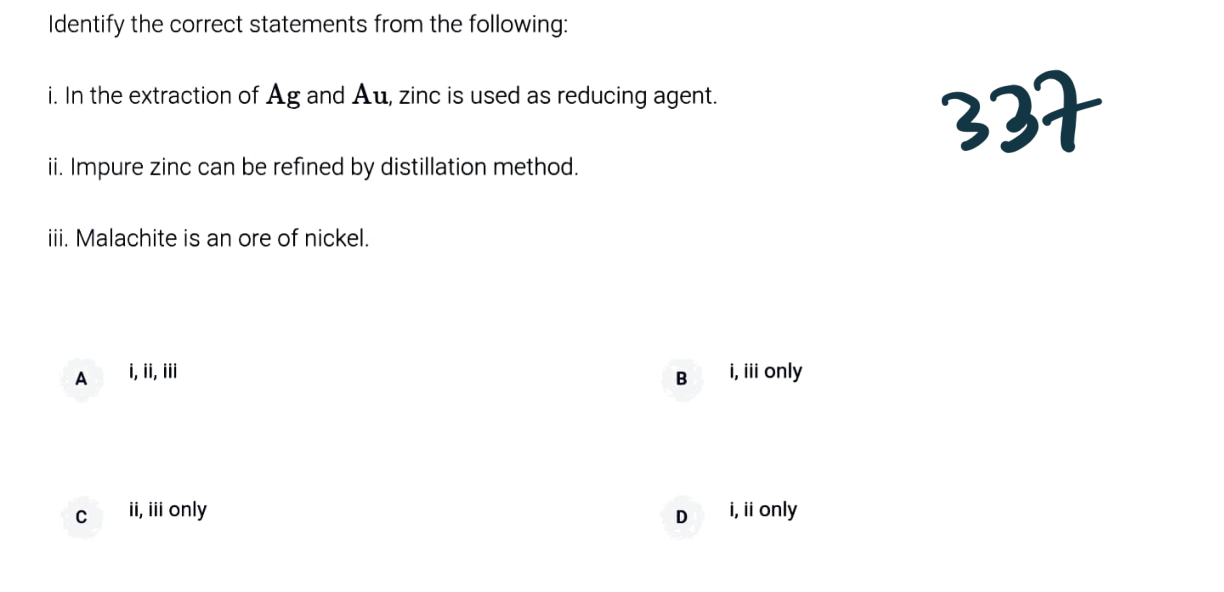 Identify the correct statements from the following:
i. In the extraction of Ag and Au, zinc is used as reducing agent.
337
ii. Impure zinc can be refined by distillation method.
iii. Malachite is an ore of nickel.
A i, ii, iii
B i, iii only
C ii, iii only
D i, ii only